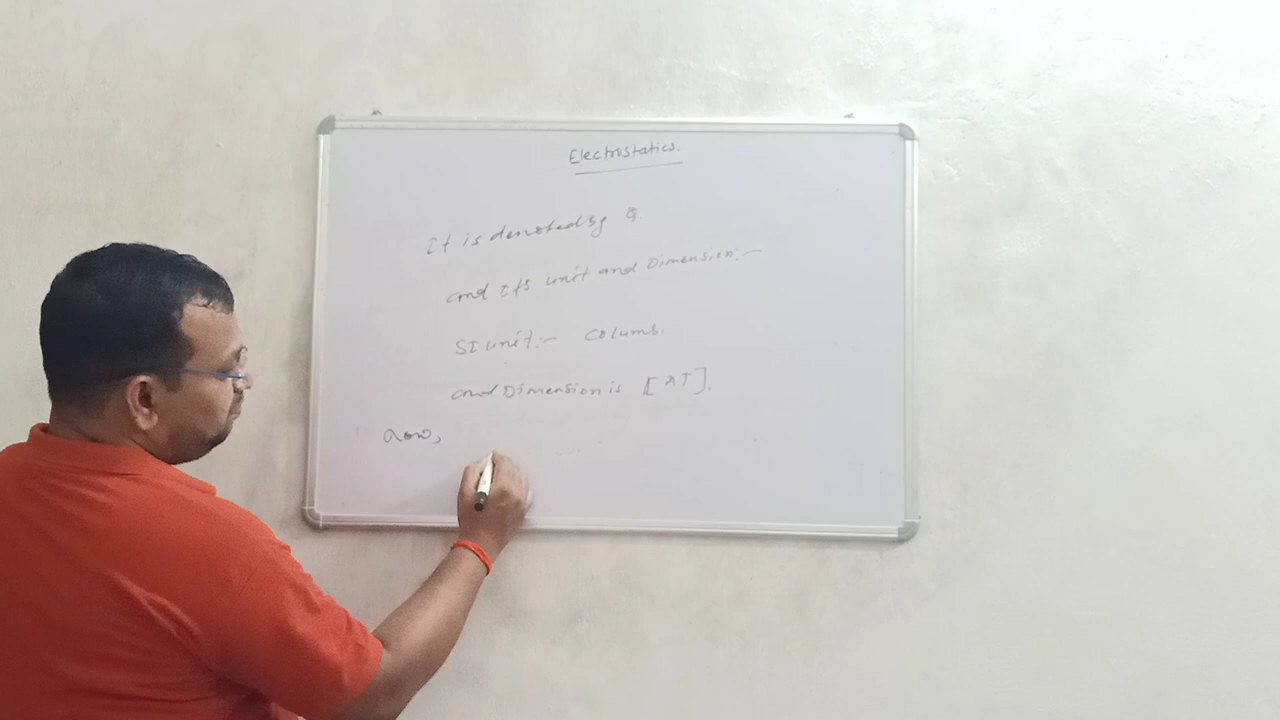 Electrostatics.
It is denoted by Q
and Its unit and Dimension:-
SI unit:- Colums.
and Dimension is [AT].
now,